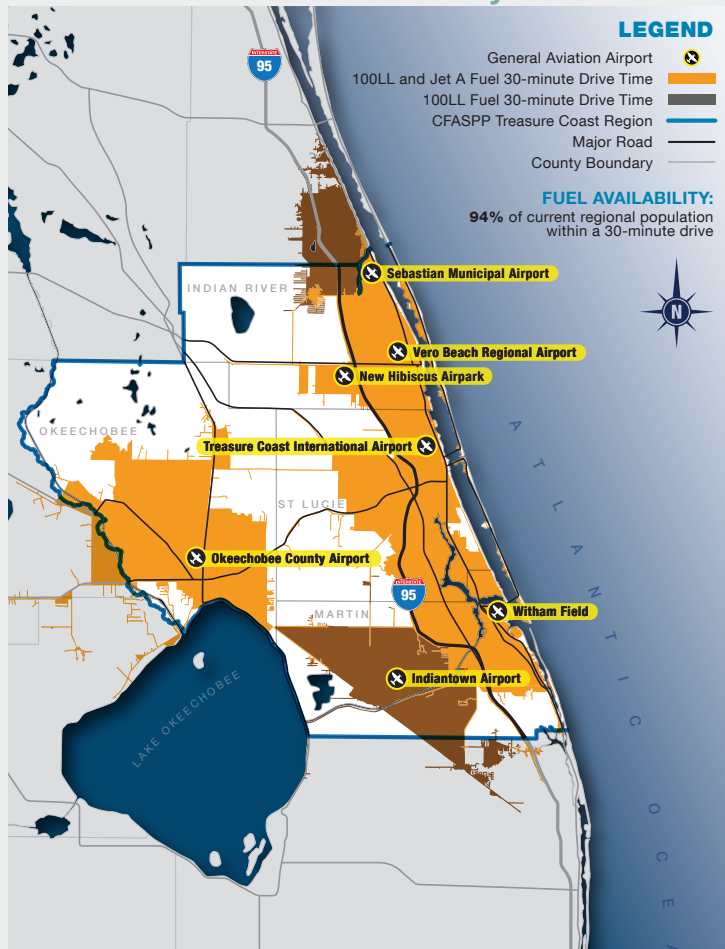 LEGEND
General Aviation Airport
100LL and Jet A Fuel 30-minute Drive Time
100LL Fuel 30-minute Drive Time
CFASPP Treasure Coast Region
Major Road
County Boundary
FUEL AVAILABILITY:
94% of current regional population
within a 30-minute drive
INTERSTATE
95
N
Sebastian Municipal Airport
INDIAN RIVER
Vero Beach Regional Airport
New Hibiscus Airpark
OKEECHOBEE
Treasure Coast International Airport
ST LUCIE
Okeechobee County Airport
INTERSTATE
95
MARTIN
Witham Field
Indiantown Airport
LAKE OKEECHOBEE
ATLANTIC OCEA